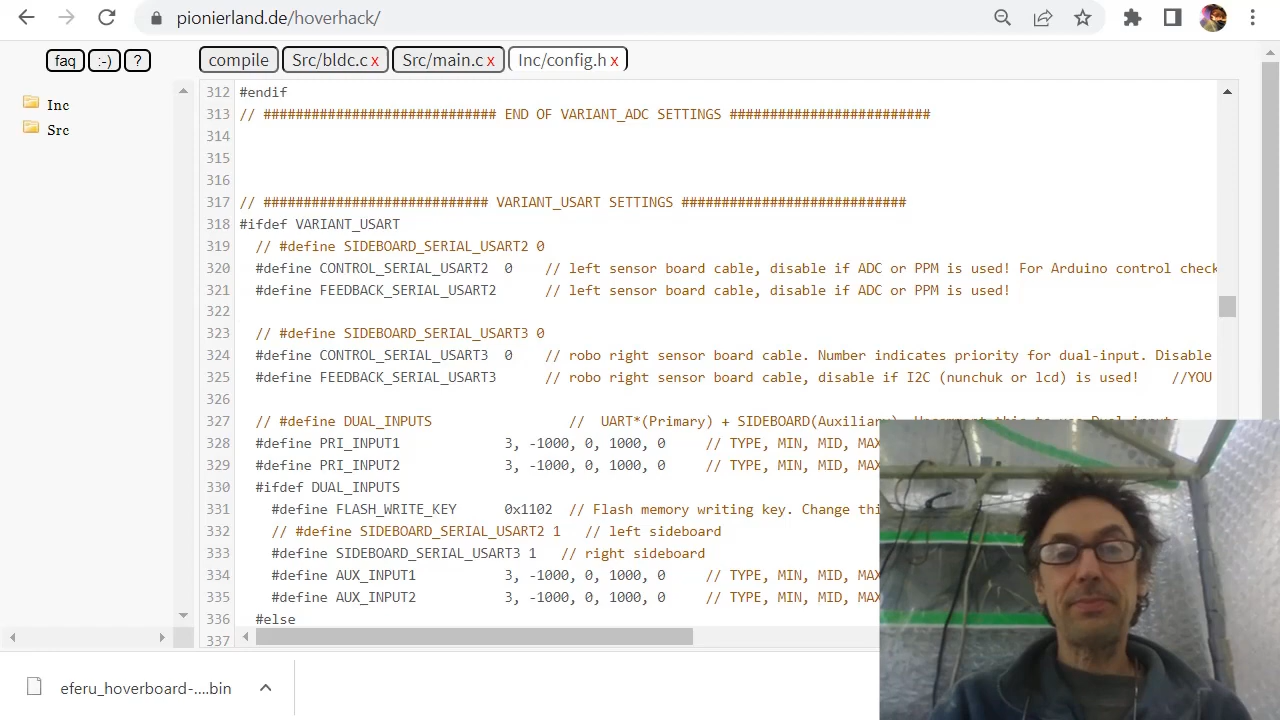 pionierland.de/hoverhack/
faq :-) ? compile Src/bldc.c x Src/main.c x Inc/config.h x
Inc
Src
312 #endif
313 // ############################# END OF VARIANT_ADC SETTINGS #########################
314
315
316
317 // ############################ VARIANT_USART SETTINGS ############################
318 #ifdef VARIANT_USART
319 // #define SIDEBOARD_SERIAL_USART2 0
320 #define CONTROL_SERIAL_USART2 0 // left sensor board cable, disable if ADC or PPM is used! For Arduino control check
321 #define FEEDBACK_SERIAL_USART2 // left sensor board cable, disable if ADC or PPM is used!
322
323 // #define SIDEBOARD_SERIAL_USART3 0
324 #define CONTROL_SERIAL_USART3 0 // robo right sensor board cable. Number indicates priority for dual-input. Disable
325 #define FEEDBACK_SERIAL_USART3 // robo right sensor board cable, disable if I2C (nunchuk or lcd) is used! //YOU
326
327 // #define DUAL_INPUTS // UART*(Primary) + SIDEBOARD(Auxiliary). Uncomment this to use Dual-inputs
328 #define PRI_INPUT1 3, -1000, 0, 1000, 0 // TYPE, MIN, MID, MAX
329 #define PRI_INPUT2 3, -1000, 0, 1000, 0 // TYPE, MIN, MID, MAX
330 #ifdef DUAL_INPUTS
331 #define FLASH_WRITE_KEY 0x1102 // Flash memory writing key. Change thi
332 // #define SIDEBOARD_SERIAL_USART2 1 // left sideboard
333 #define SIDEBOARD_SERIAL_USART3 1 // right sideboard
334 #define AUX_INPUT1 3, -1000, 0, 1000, 0 // TYPE, MIN, MID, MAX
335 #define AUX_INPUT2 3, -1000, 0, 1000, 0 // TYPE, MIN, MID, MAX
336 #else
337
eferu_hoverboard-....bin